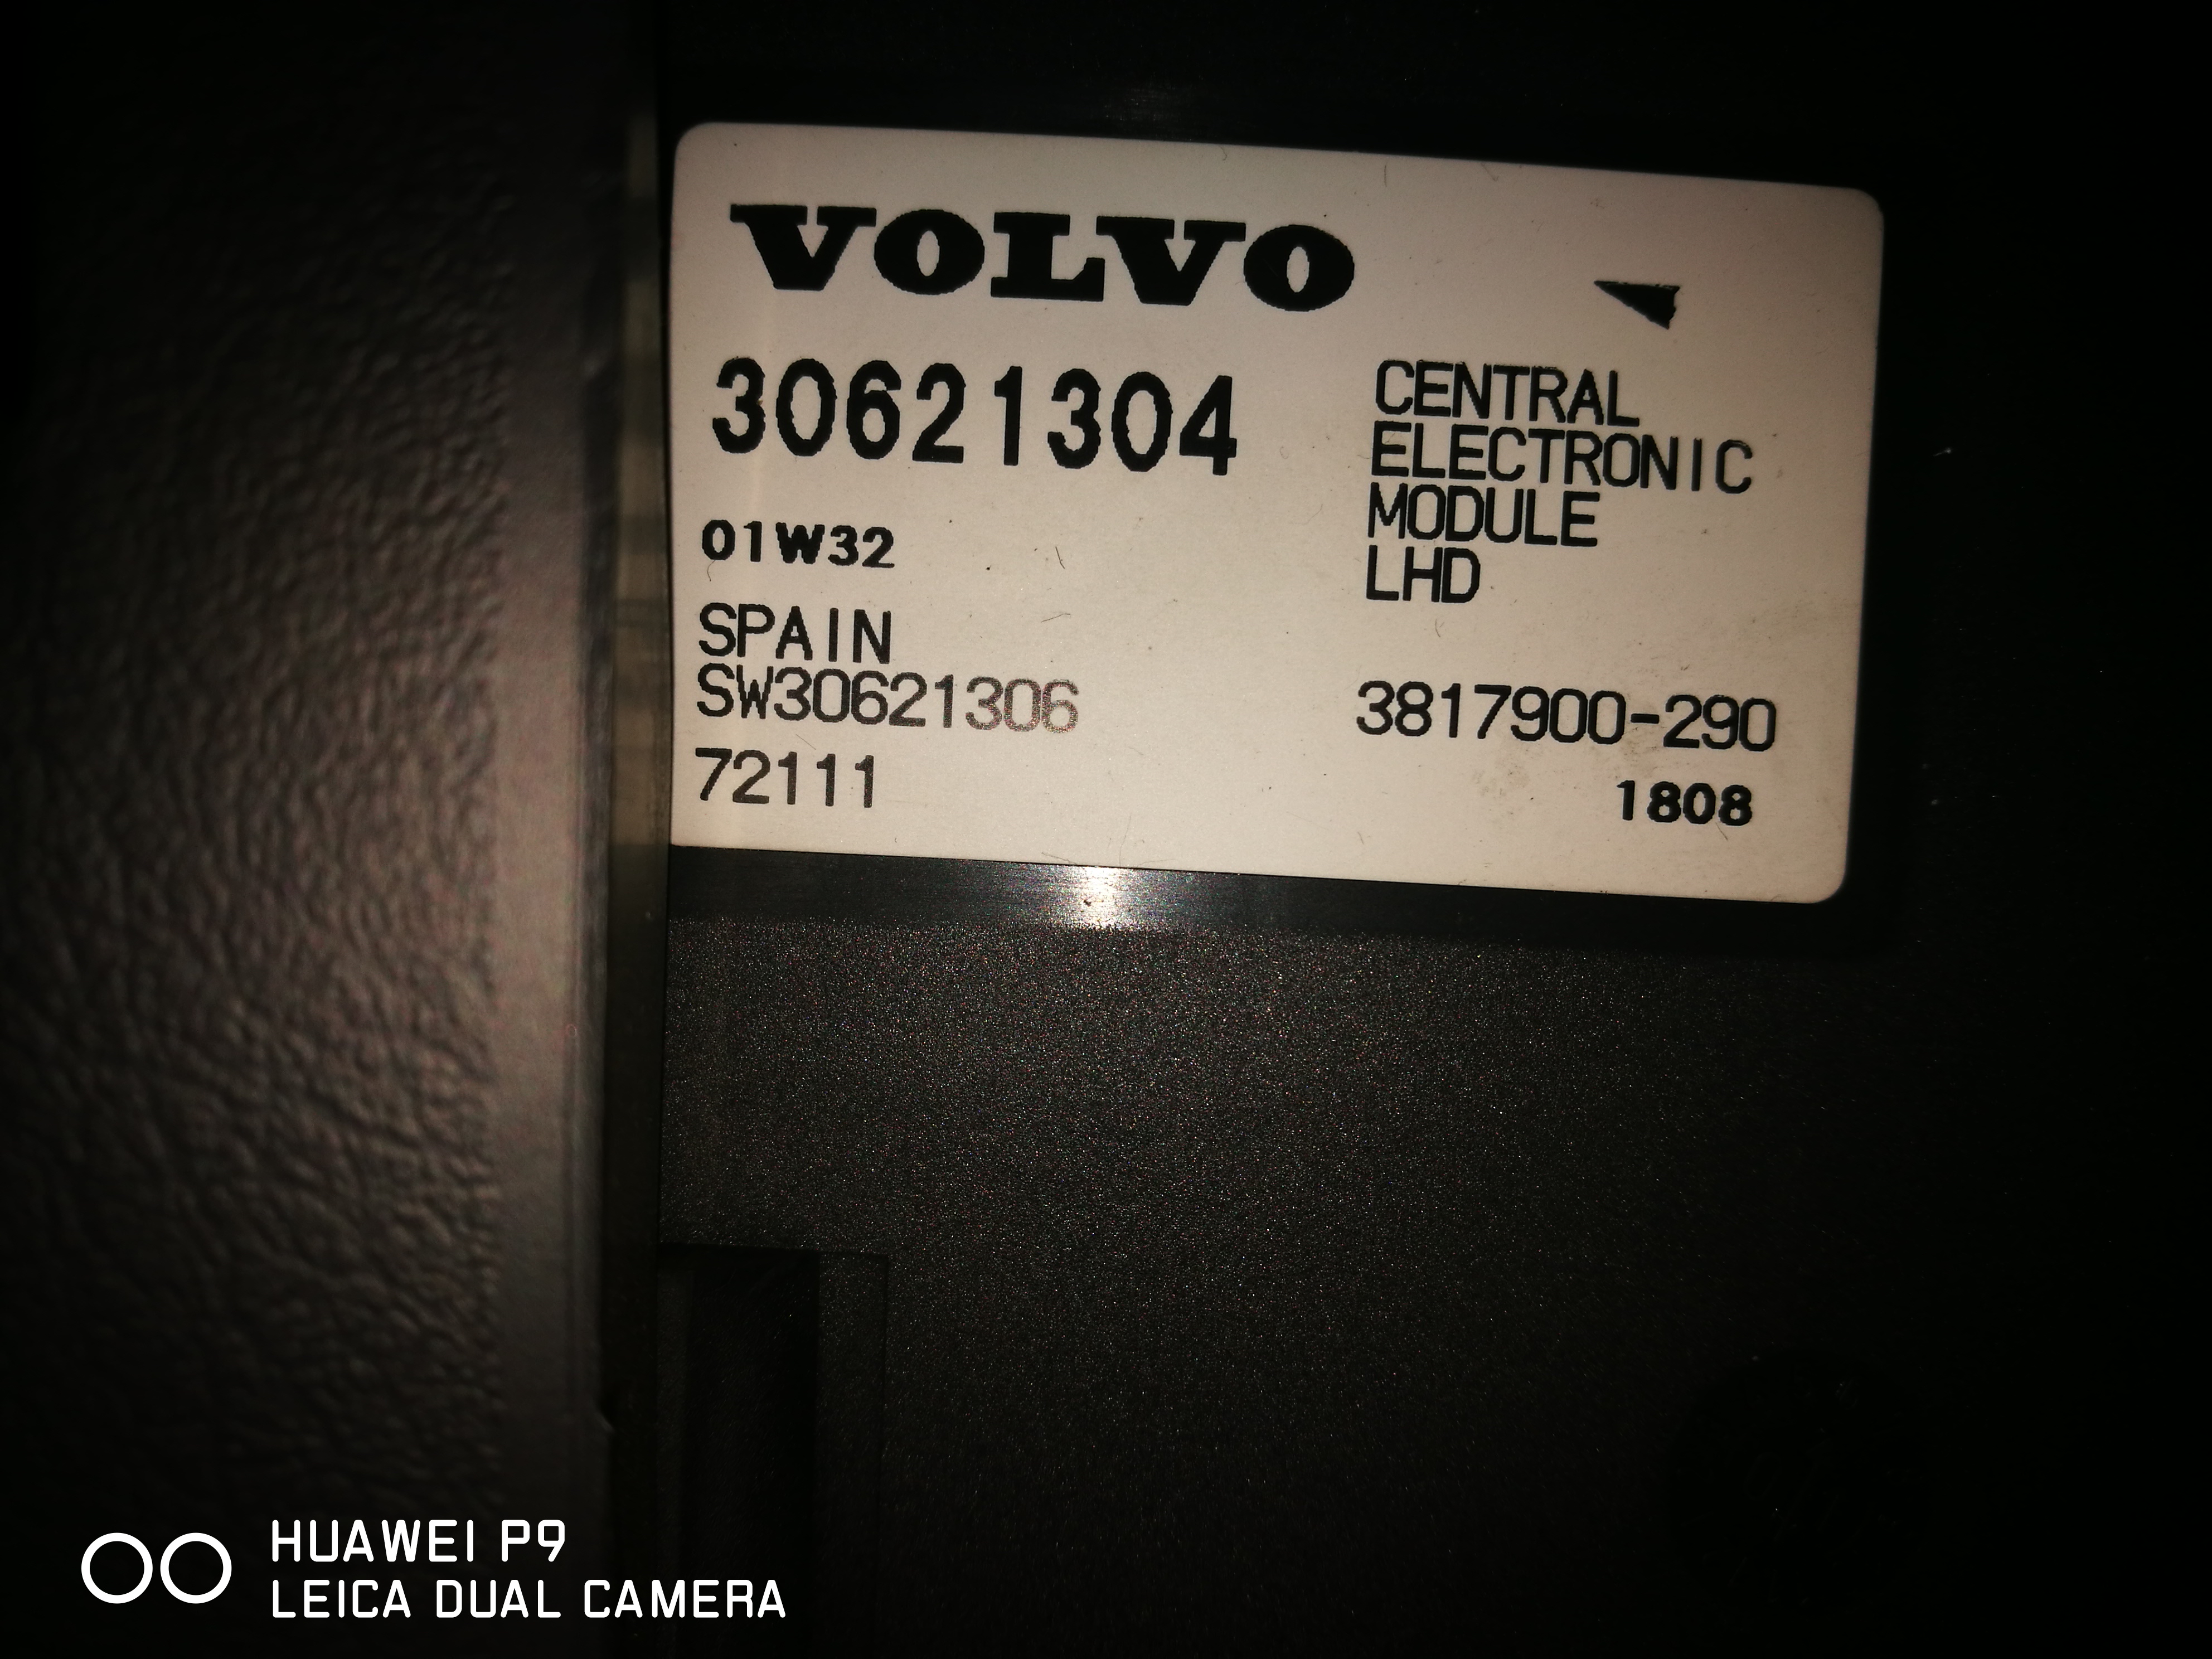 VOLVO
30621304
CENTRAL
ELECTRONIC
MODULE
LHD
01W32
SPAIN
SW30621306
3817900-290
72111
1808
HUAWEI P9
LEICA DUAL CAMERA